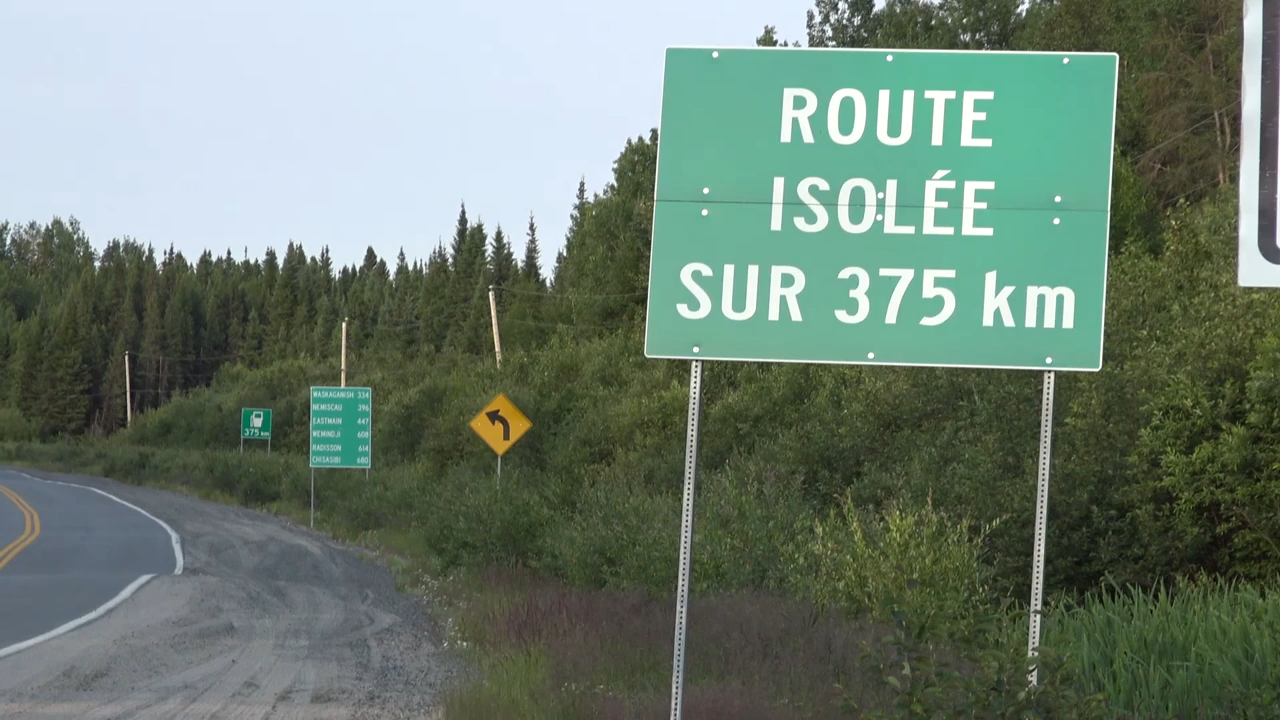 ROUTE
ISOLÉE
SUR 375 km
WASKAGANISH 334
NEMISCAU 396
EASTMAIN 447
WEMINDJI 608
RADISSON 614
CHISASIBI 680
375 km